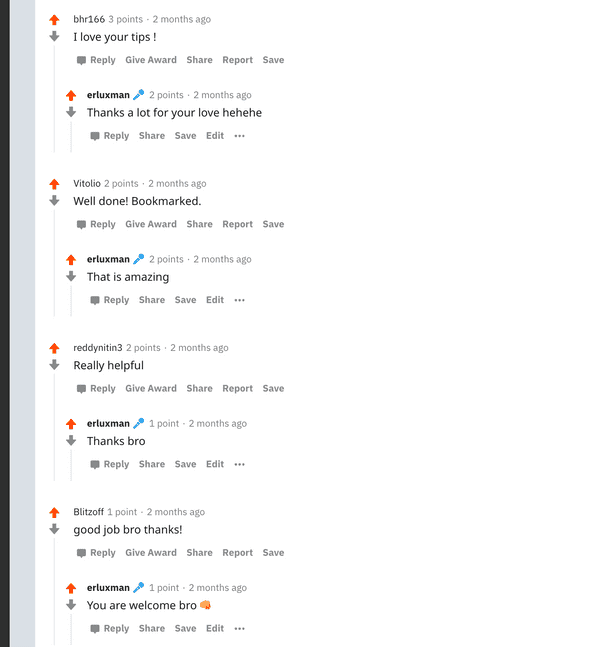 bhr166 3 points · 2 months ago
I love your tips !
Reply Give Award Share Report Save
erluxman 🎤 2 points · 2 months ago
Thanks a lot for your love hehehe
Reply Share Save Edit •••
Vitolio 2 points · 2 months ago
Well done! Bookmarked.
Reply Give Award Share Report Save
erluxman 🎤 2 points · 2 months ago
That is amazing
Reply Share Save Edit •••
reddynitin3 2 points · 2 months ago
Really helpful
Reply Give Award Share Report Save
erluxman 🎤 1 point · 2 months ago
Thanks bro
Reply Share Save Edit •••
Blitzoff 1 point · 2 months ago
good job bro thanks!
Reply Give Award Share Report Save
erluxman 🎤 1 point · 2 months ago
You are welcome bro 👊
Reply Share Save Edit •••